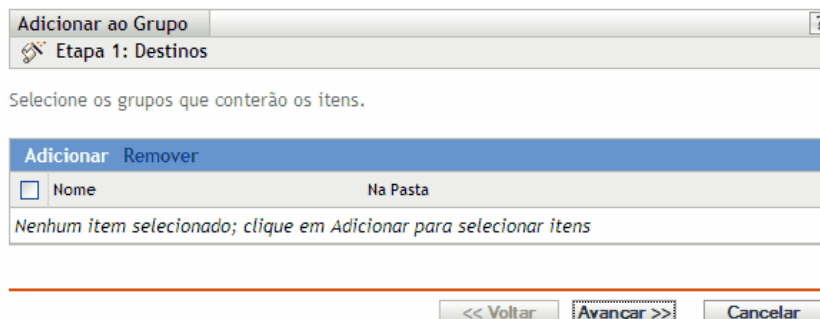 Adicionar ao Grupo
?
Etapa 1: Destinos
Selecione os grupos que conterão os itens.
Adicionar Remover
Nome Na Pasta
Nenhum item selecionado; clique em Adicionar para selecionar itens
<< Voltar Avançar >> Cancelar